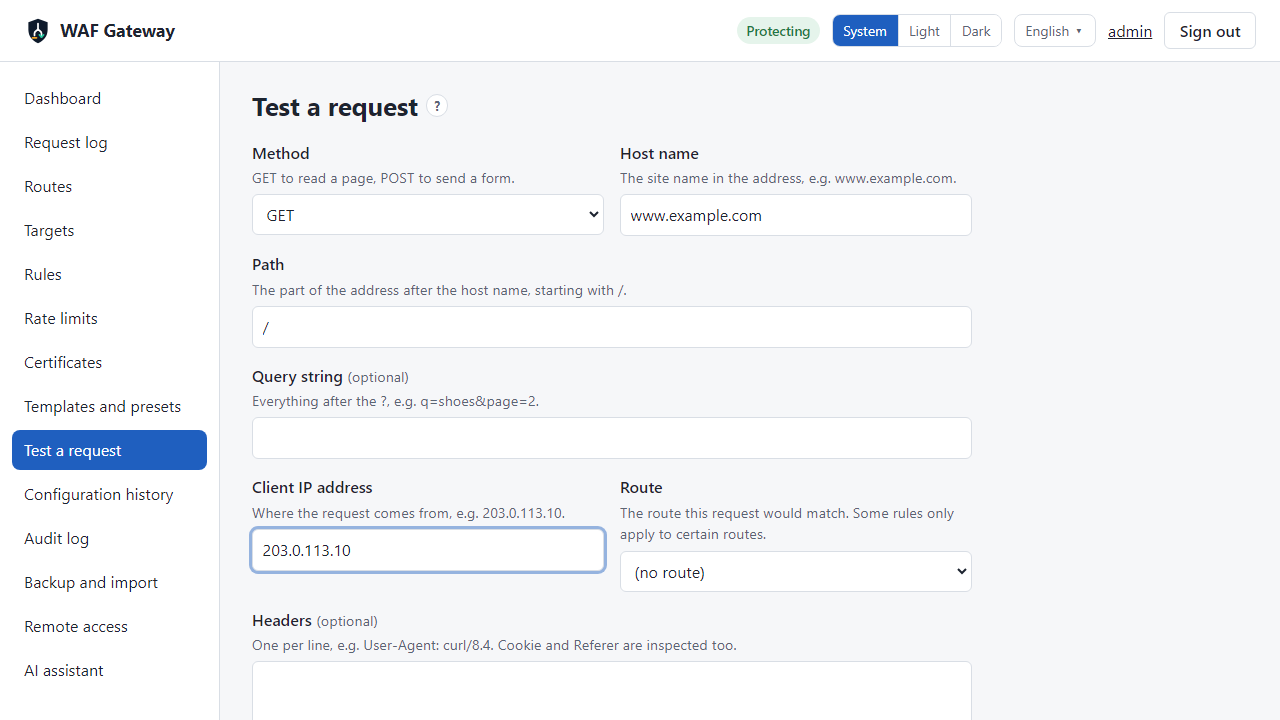 WAF Gateway
Protecting
System Light Dark
English ▾
admin
Sign out
Dashboard
Request log
Routes
Targets
Rules
Rate limits
Certificates
Templates and presets
Test a request
Configuration history
Audit log
Backup and import
Remote access
AI assistant
Test a request ?
Method
GET to read a page, POST to send a form.
GET
Host name
The site name in the address, e.g. www.example.com.
www.example.com
Path
The part of the address after the host name, starting with /.
/
Query string (optional)
Everything after the ?, e.g. q=shoes&page=2.
Client IP address
Where the request comes from, e.g. 203.0.113.10.
203.0.113.10
Route
The route this request would match. Some rules only
apply to certain routes.
(no route)
Headers (optional)
One per line, e.g. User-Agent: curl/8.4. Cookie and Referer are inspected too.